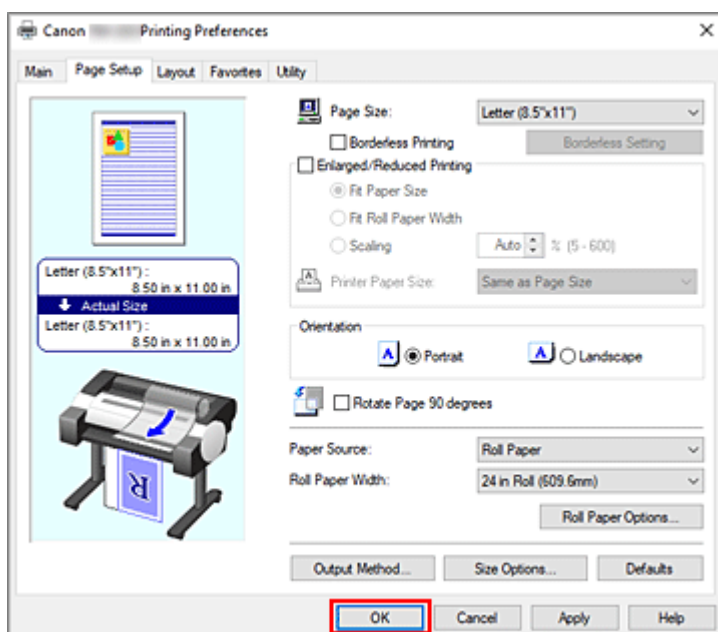 Canon Printing Preferences
Main Page Setup Layout Favorites Utility
Page Size: Letter (8.5"x11")
Borderless Printing Borderless Setting
Enlarged/Reduced Printing
Fit Paper Size
Fit Roll Paper Width
Scaling Auto % (5 - 600)
Printer Paper Size: Same as Page Size
Letter (8.5"x11") :
8.50 in x 11.00 in
Actual Size
Letter (8.5"x11") :
8.50 in x 11.00 in
Orientation
A Portrait A Landscape
Rotate Page 90 degrees
Paper Source: Roll Paper
Roll Paper Width: 24 in Roll (609.6mm)
Roll Paper Options...
R
Output Method... Size Options... Defaults
OK Cancel Apply Help